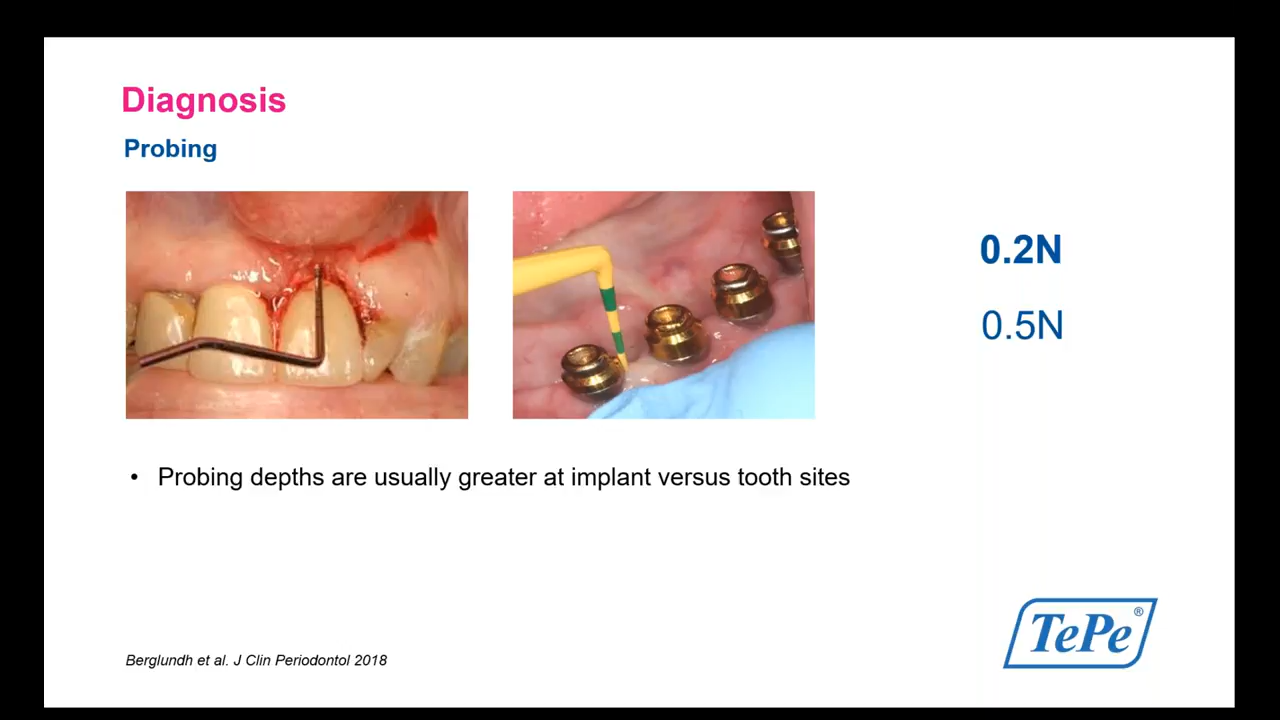 Diagnosis
Probing
0.2N
0.5N
• Probing depths are usually greater at implant versus tooth sites
Berglundh et al. J Clin Periodontol 2018
TePe®